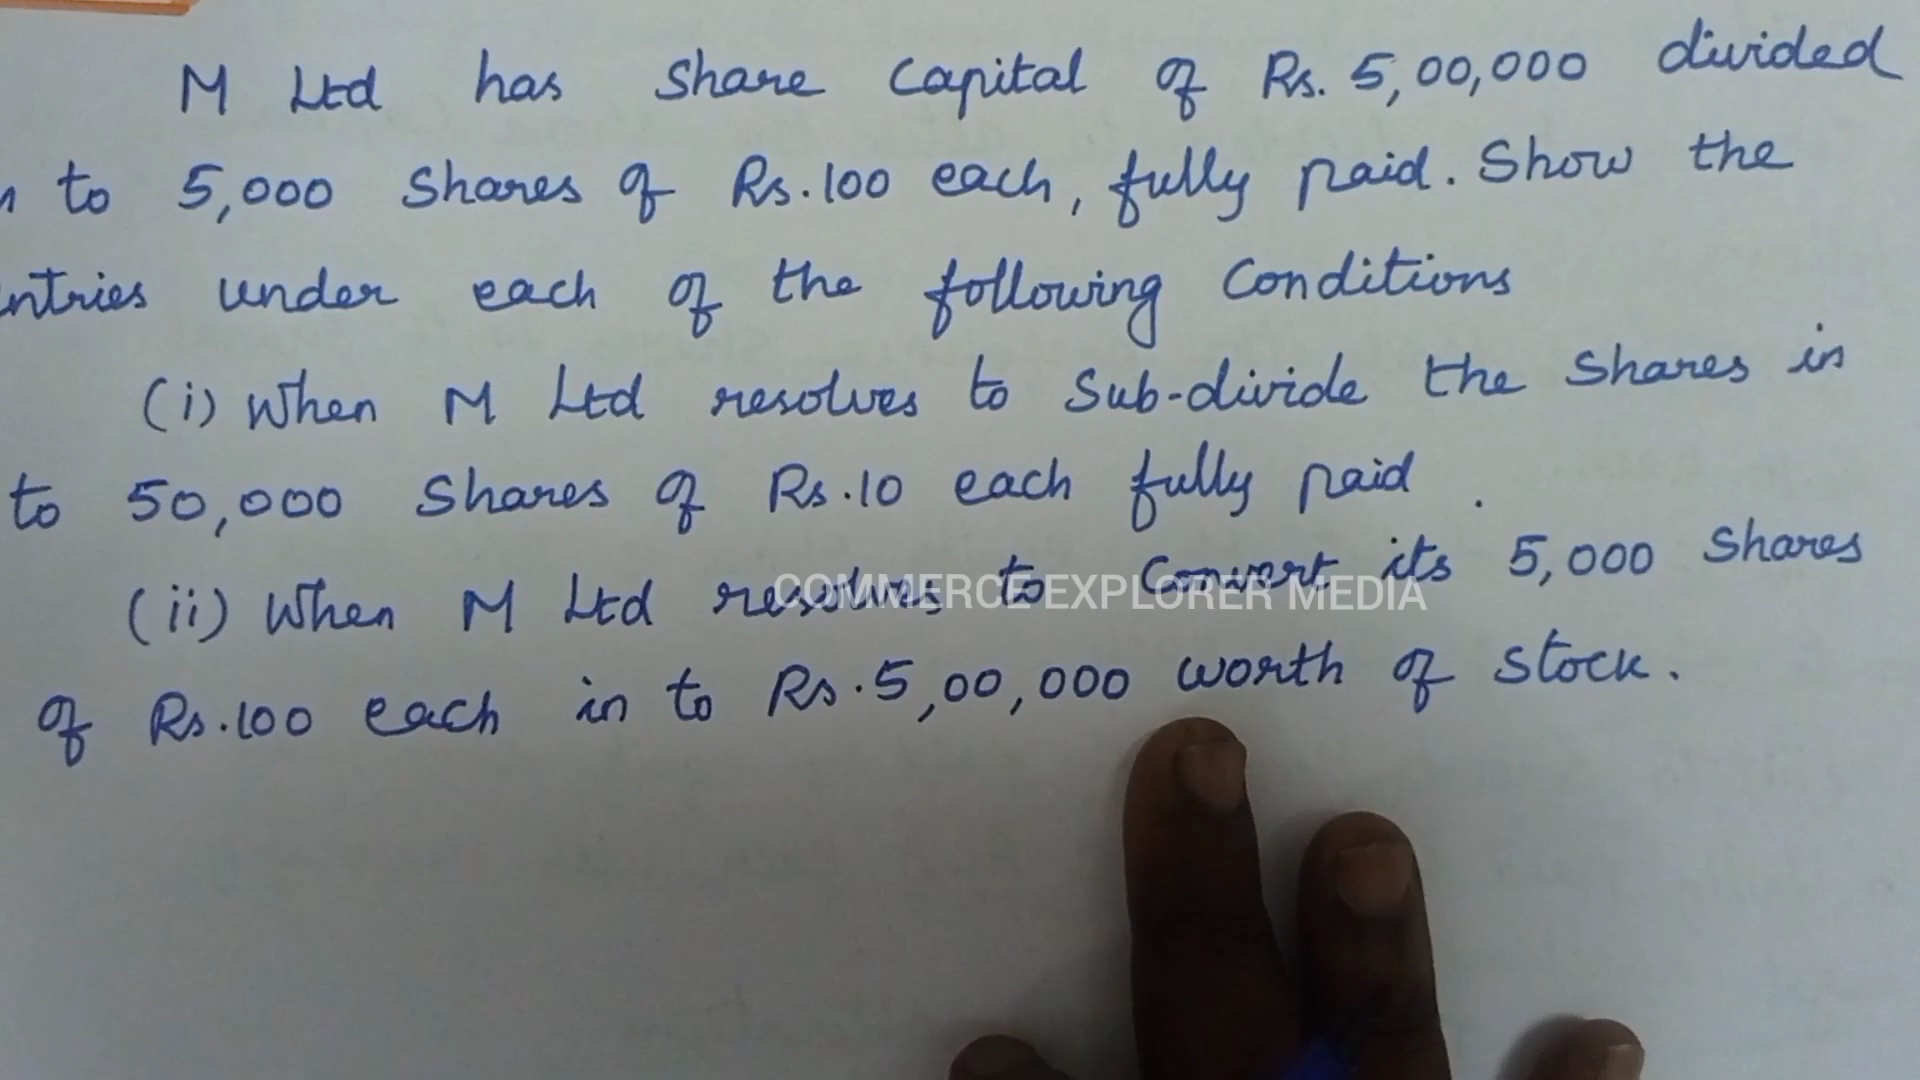 M Ltd has Share Capital of Rs. 5,00,000 divided
to 5,000 Shares of Rs.100 each, fully paid. Show the
ntries under each of the following Conditions
(i) When M Ltd resolves to Sub-divide the Shares in
to 50,000 Shares of Rs.10 each fully paid.
(ii) When M Ltd resolves to Convert its 5,000 Shares
COMMERCE EXPLORER MEDIA
of Rs.100 each in to Rs.5,00,000 worth of stock.